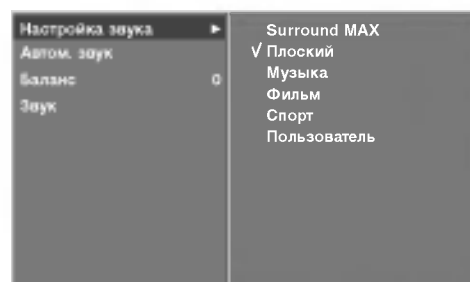 Настройка звука ►
Автом. звук
Баланс 0
Звук
Surround MAX
√ Плоский
Музыка
Фильм
Спорт
Пользователь